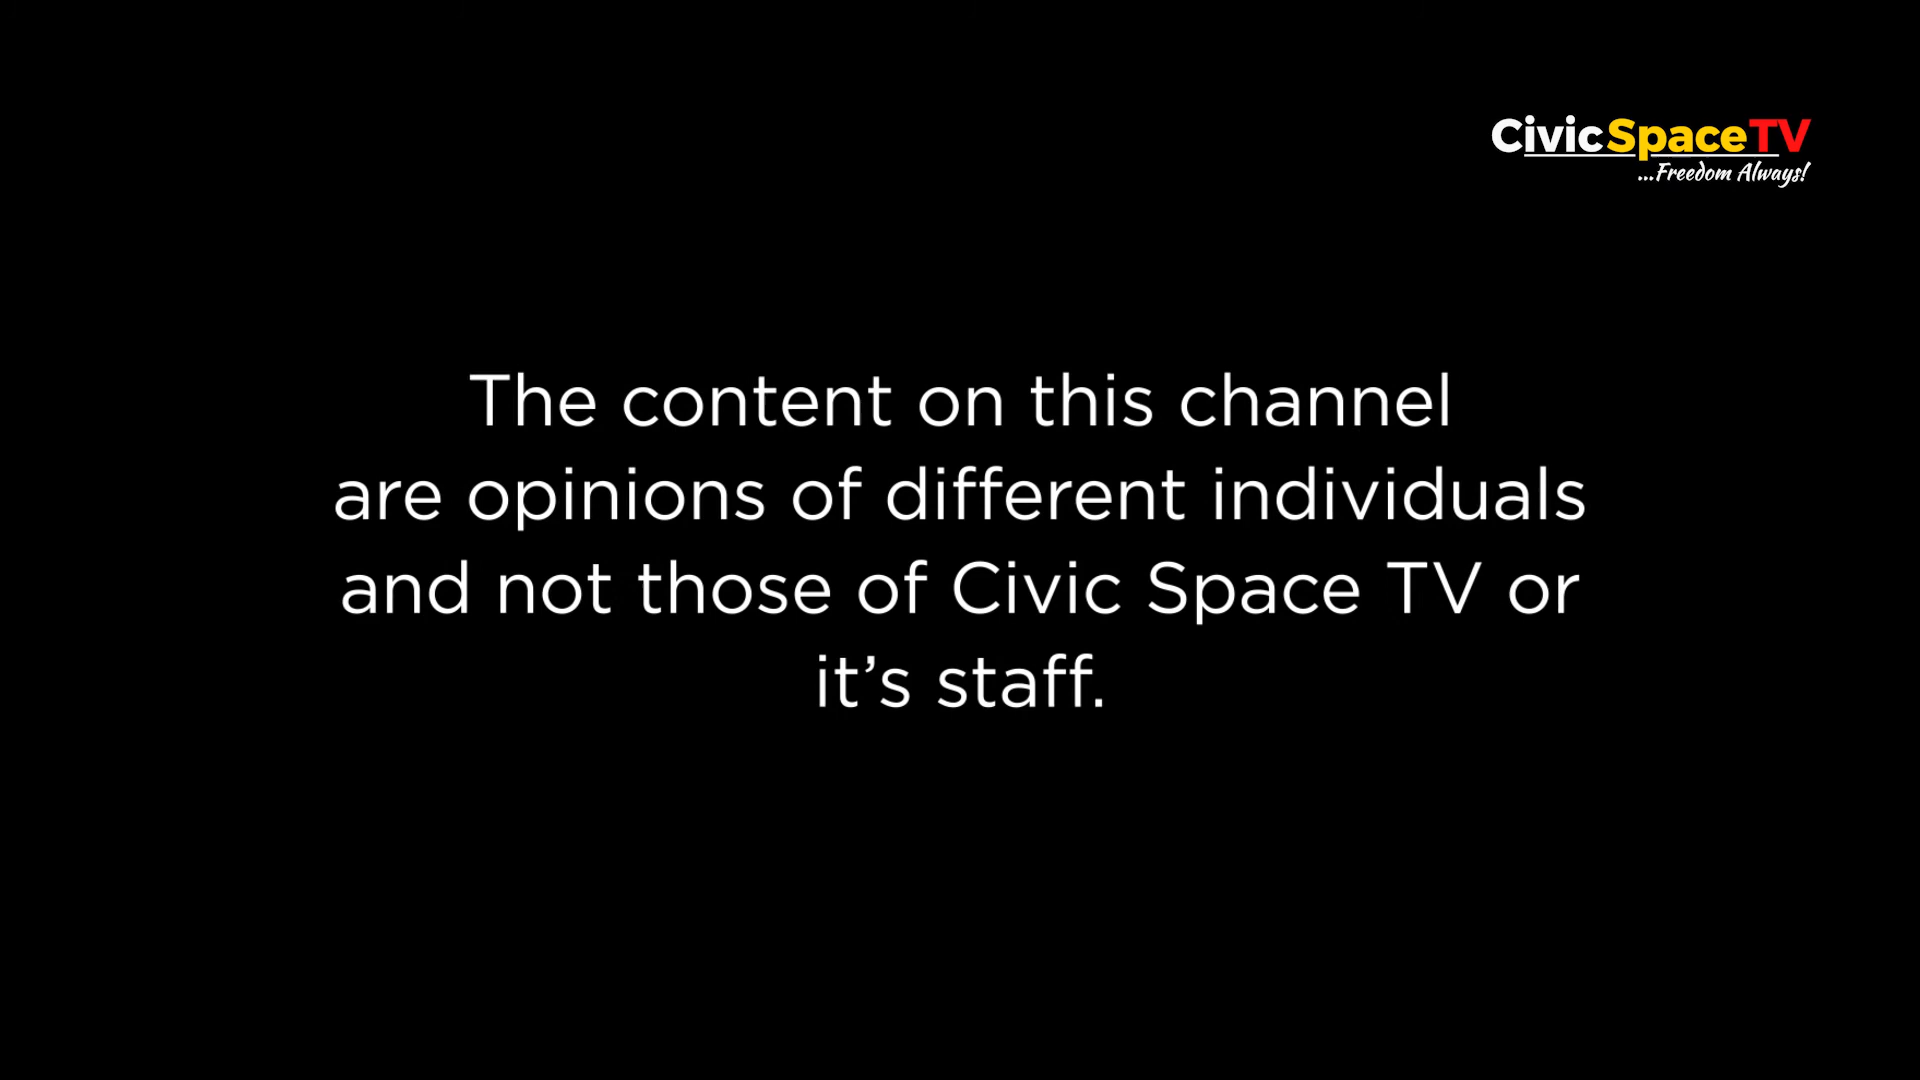 CivicSpaceTV
...Freedom Always!
The content on this channel
are opinions of different individuals
and not those of Civic Space TV or
it’s staff.